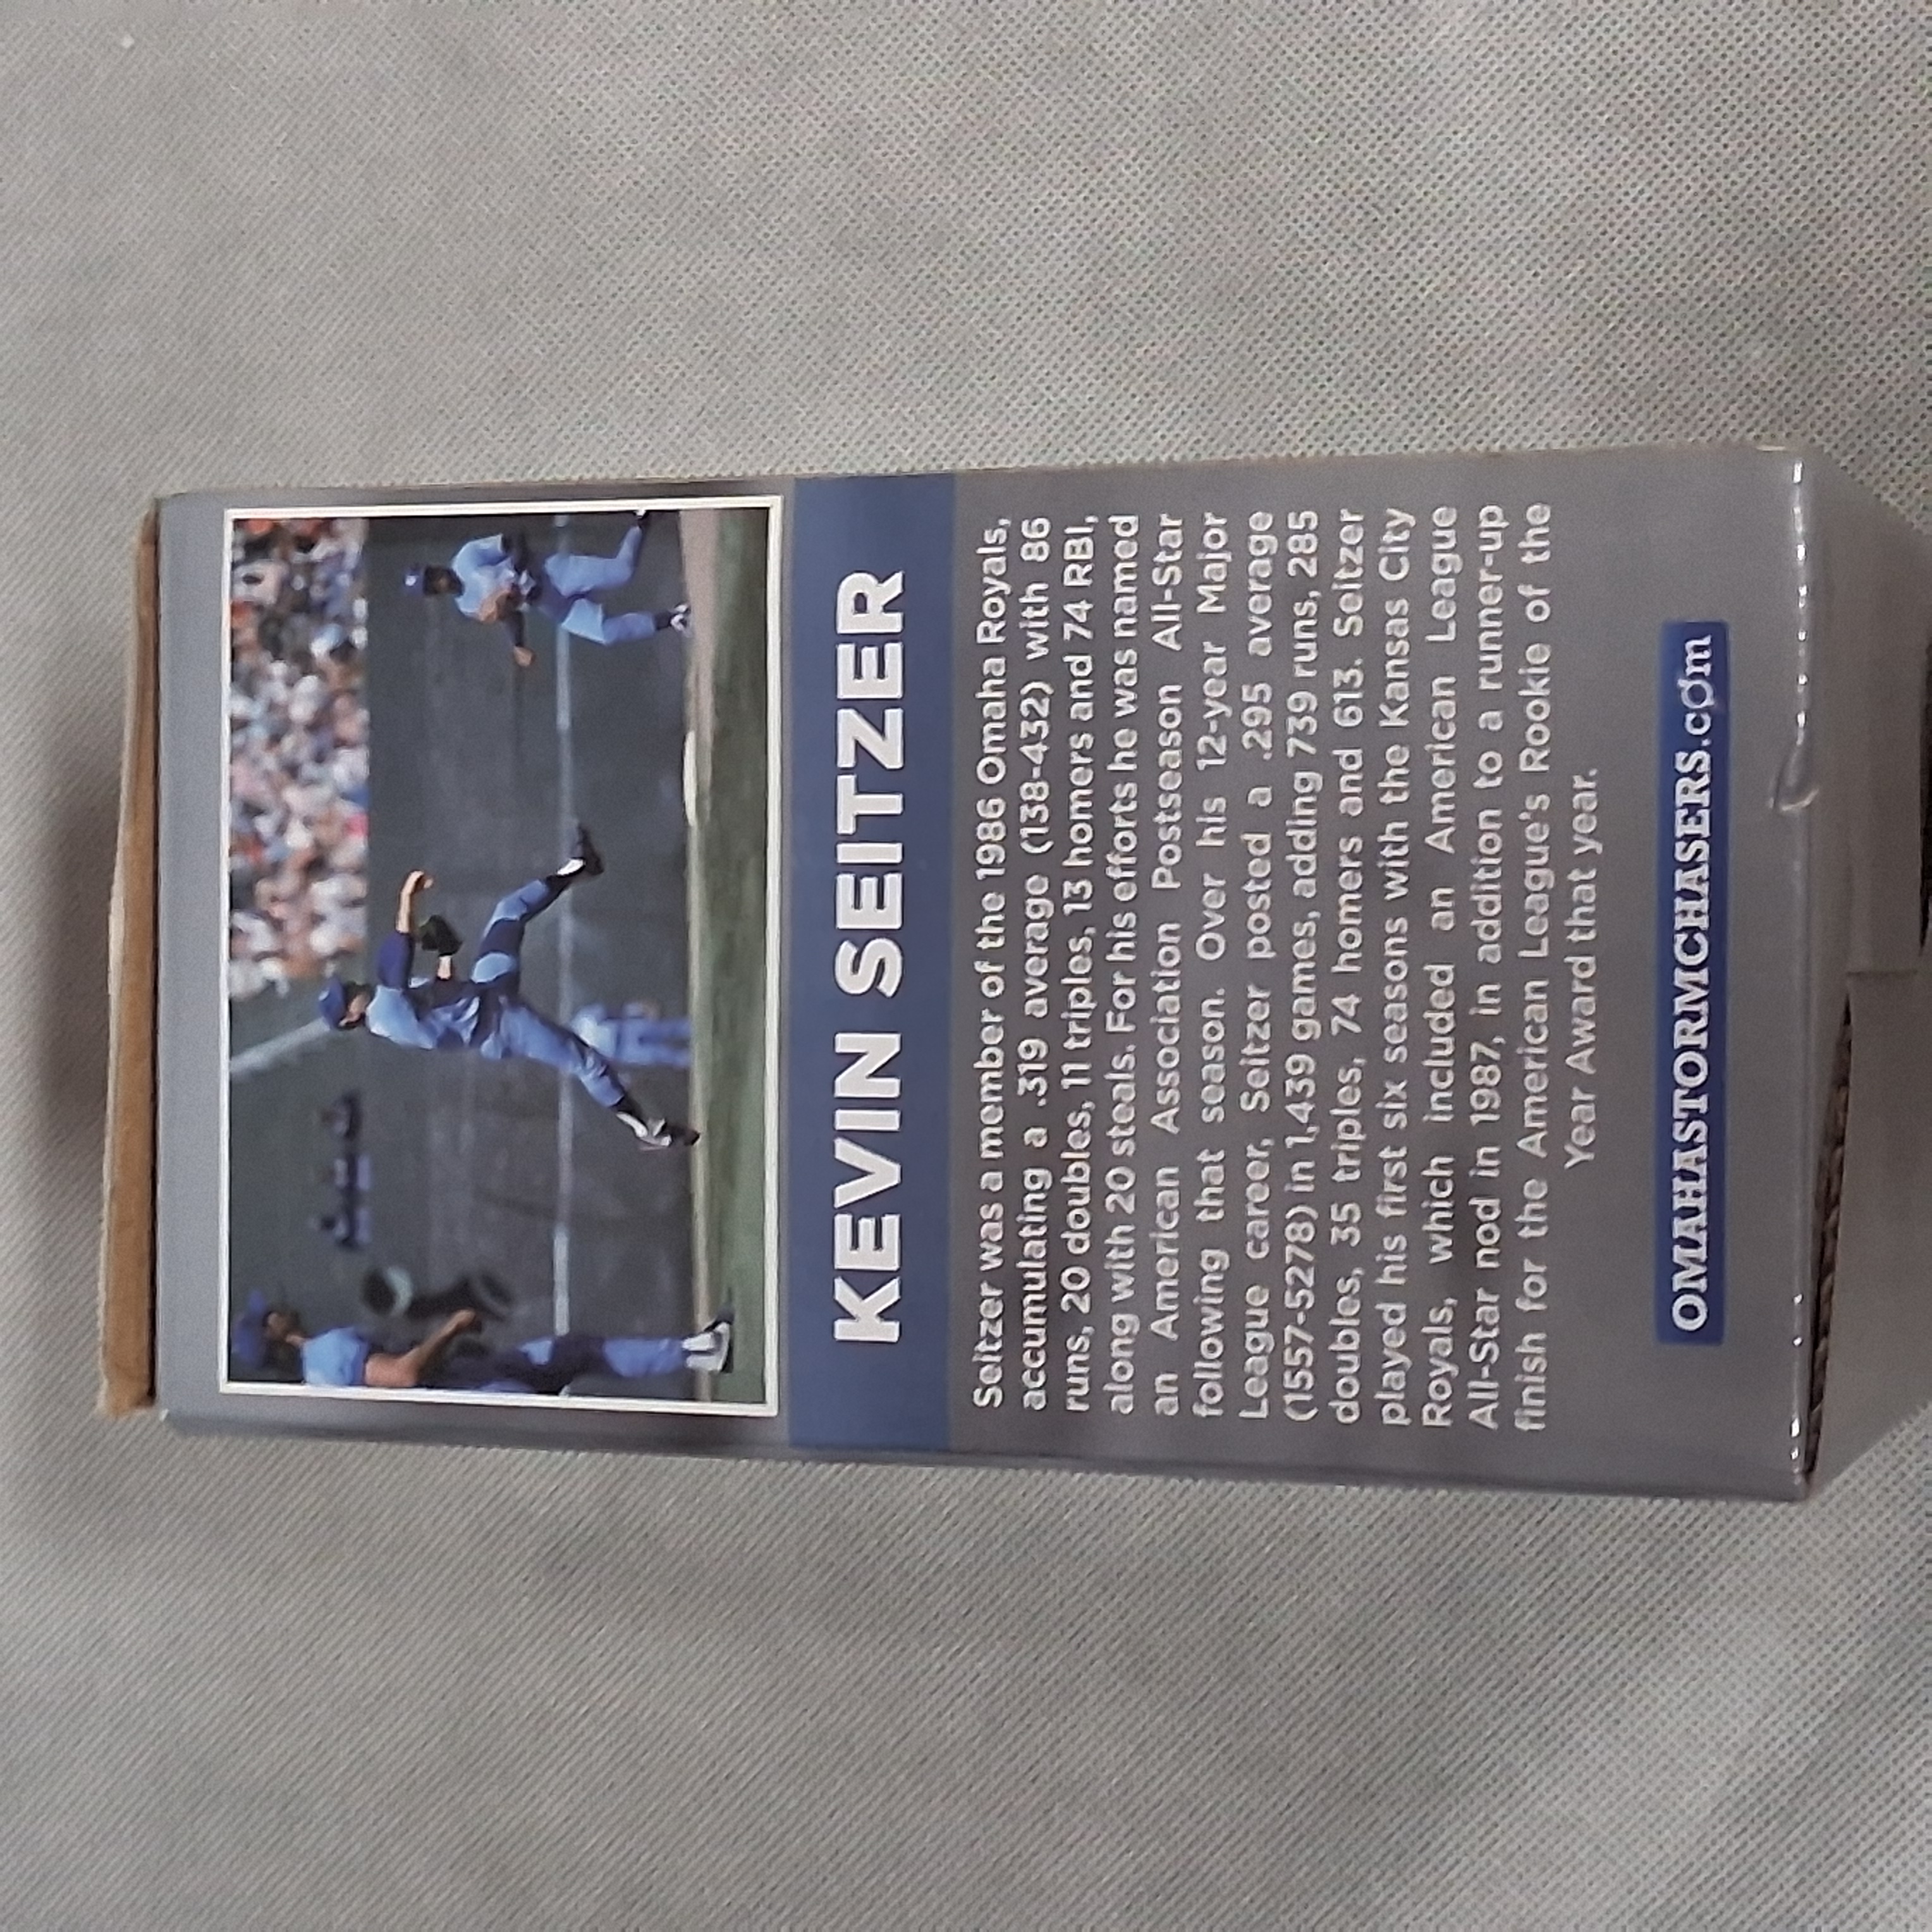 KEVIN SEITZER
Seitzer was a member of the 1986 Omaha Royals,
accumulating a .319 average (138-432) with 86
runs, 20 doubles, 11 triples, 13 homers and 74 RBI,
along with 20 steals. For his efforts he was named
an American Association Postseason All-Star
following that season. Over his 12-year Major
League career, Seitzer posted a .295 average
(1557-5278) in 1,439 games, adding 739 runs, 285
doubles, 35 triples, 74 homers and 613. Seitzer
played his first six seasons with the Kansas City
Royals, which included an American League
All-Star nod in 1987, in addition to a runner-up
finish for the American League's Rookie of the
Year Award that year.
OMAHASTORMCHASERS.com